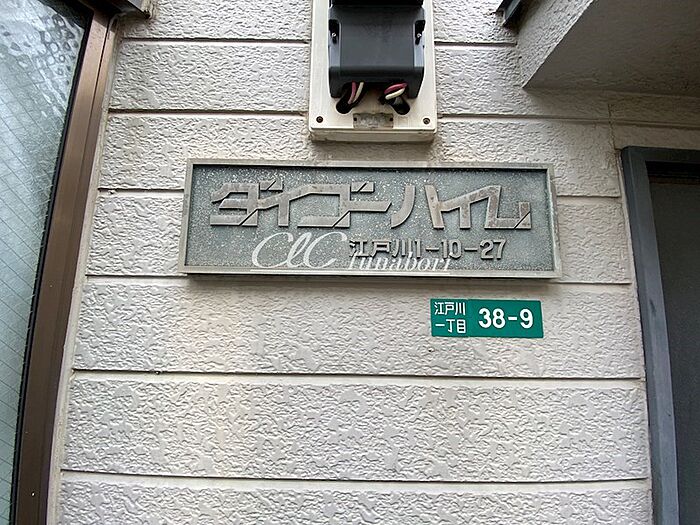 ダイゴーハイム
江戸川1-10-27
ClC funabori
江戸川
一丁目
38-9